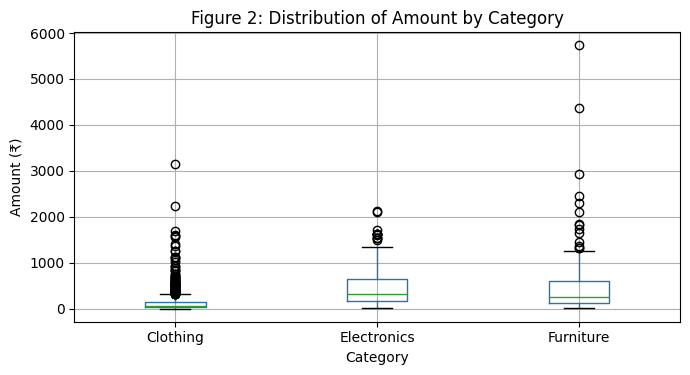 Figure 2: Distribution of Amount by Category
6000
5000
4000
3000
2000
1000
0
Amount (₹)
Clothing
Electronics
Furniture
Category